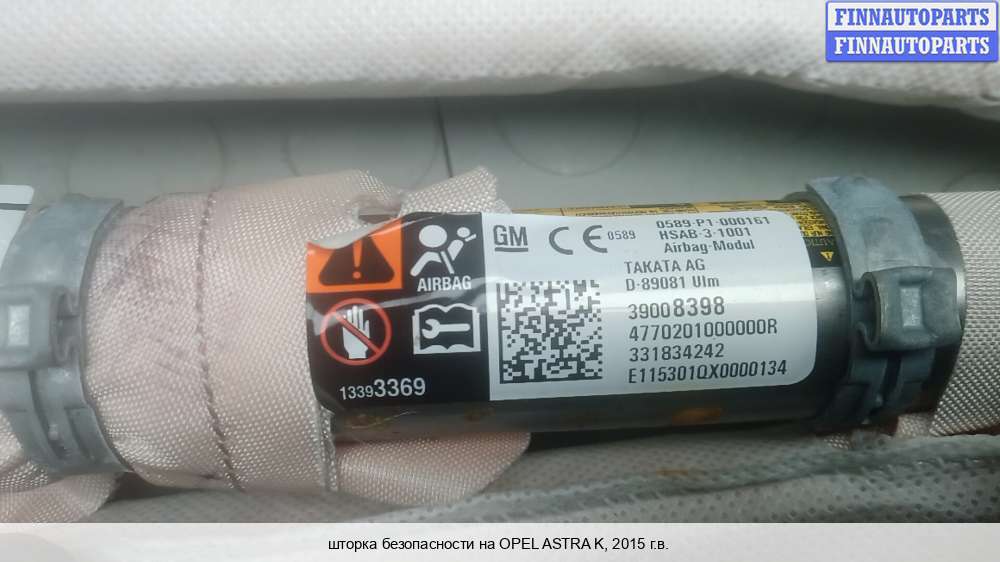 FINNAUTOPARTS
FINNAUTOPARTS
GM CE 0589
0589-P1-000161
HSAB-3-1001
Airbag-Modul
AIRBAG
TAKATA AG
D-89081 Ulm
39008398
4770201000000R
331834242
E115301QX0000134
13393369
шторка безопасности на OPEL ASTRA K, 2015 г.в.